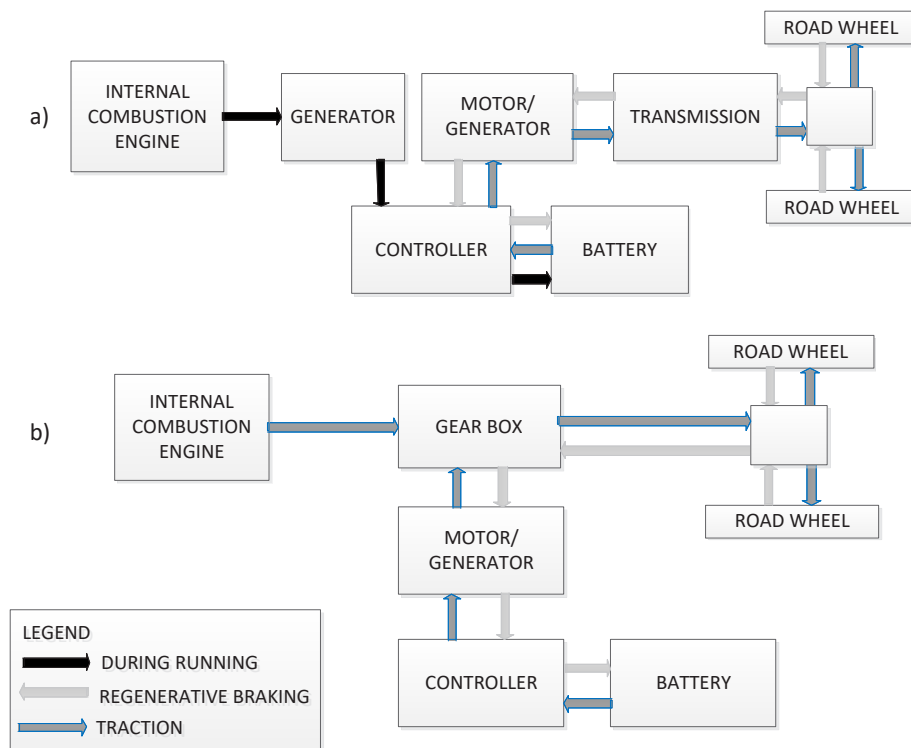 ROAD WHEEL
a)
INTERNAL
COMBUSTION
ENGINE
GENERATOR
MOTOR/
GENERATOR
TRANSMISSION
ROAD WHEEL
CONTROLLER
BATTERY
ROAD WHEEL
b)
INTERNAL
COMBUSTION
ENGINE
GEAR BOX
ROAD WHEEL
MOTOR/
GENERATOR
CONTROLLER
BATTERY
LEGEND
DURING RUNNING
REGENERATIVE BRAKING
TRACTION